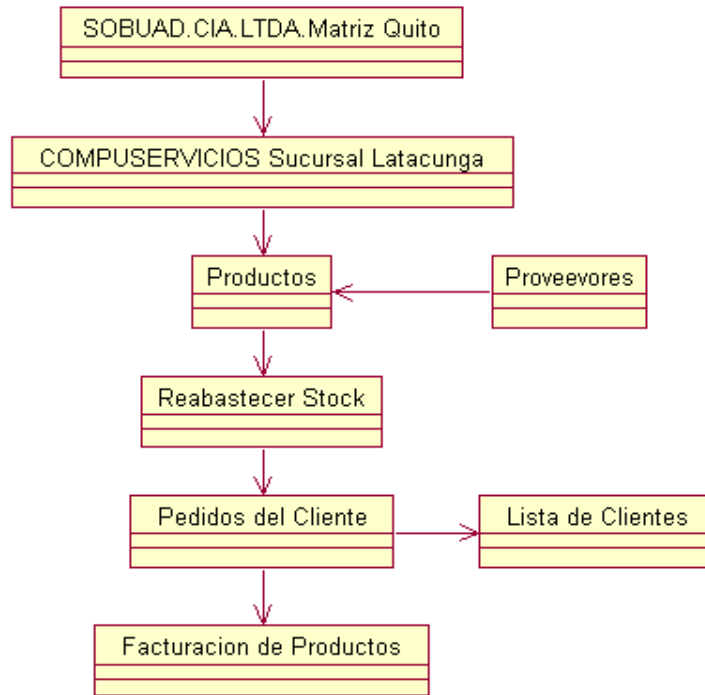 SOBUAD.CIA.LTDA.Matriz Quito
COMPUSERVICIOS Sucursal Latacunga
Productos
Proveevores
Reabastecer Stock
Pedidos del Cliente
Lista de Clientes
Facturacion de Productos